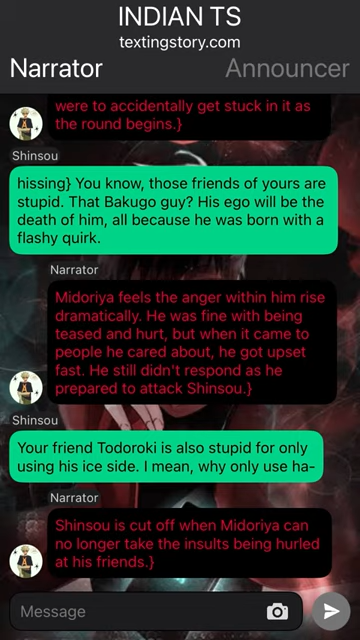 INDIAN TS
textingstory.com
Narrator
Announcer
were to accidentally get stuck in it as
the round begins.}
Shinsou
hissing} You know, those friends of yours are
stupid. That Bakugo guy? His ego will be the
death of him, all because he was born with a
flashy quirk.
Narrator
Midoriya feels the anger within him rise
dramatically. He was fine with being
teased and hurt, but when it came to
people he cared about, he got upset
fast. He still didn't respond as he
prepared to attack Shinsou.}
Shinsou
Your friend Todoroki is also stupid for only
using his ice side. I mean, why only use ha-
Narrator
Shinsou is cut off when Midoriya can
no longer take the insults being hurled
at his friends.}
Message